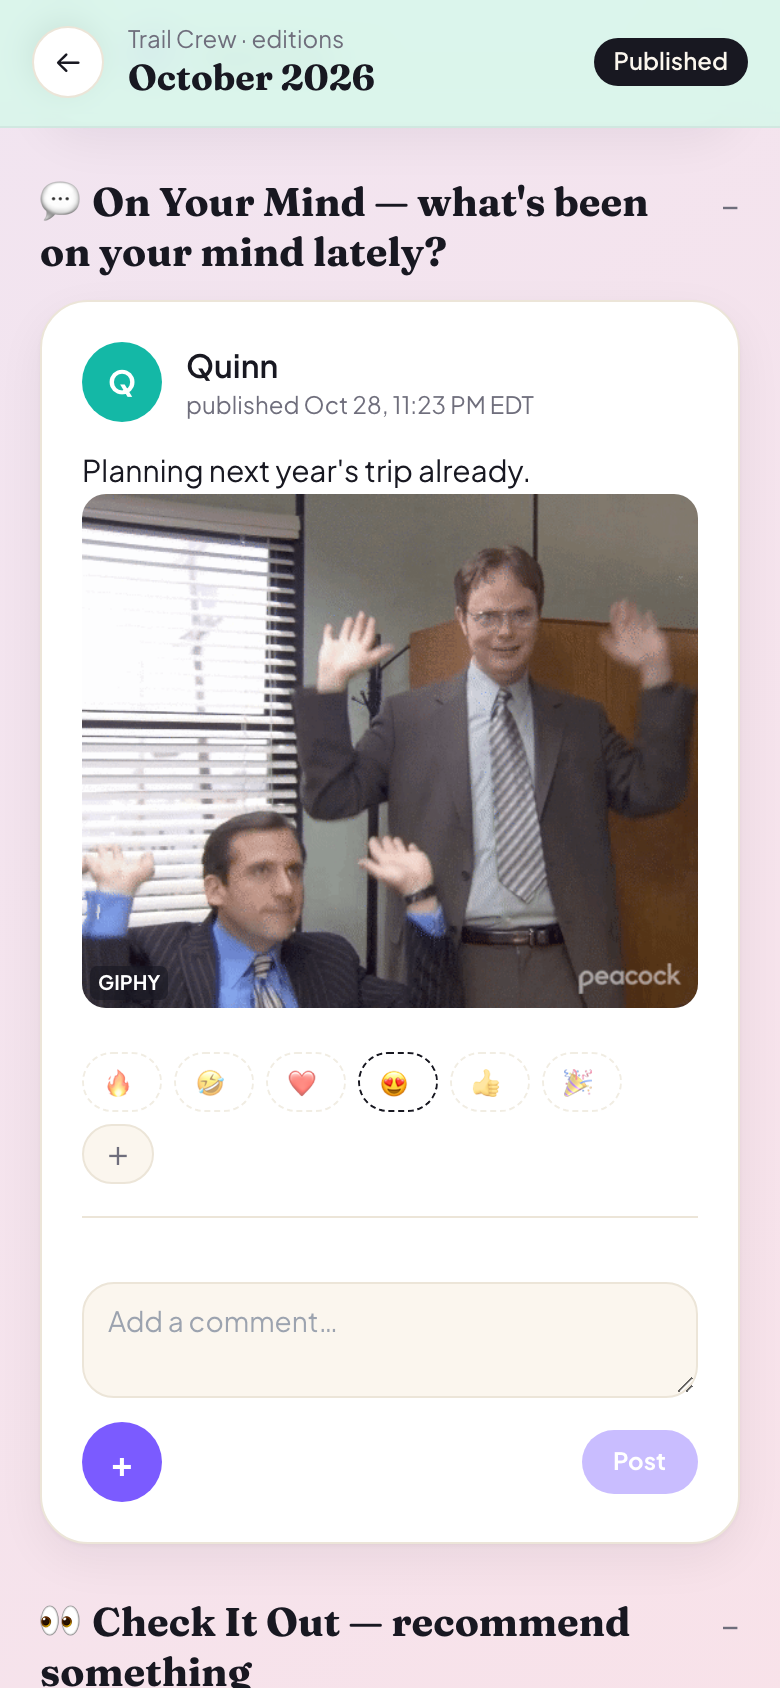 Trail Crew · editions
October 2026
Published
On Your Mind — what's been
on your mind lately?
Q
Quinn
published Oct 28, 11:23 PM EDT
Planning next year's trip already.
GIPHY
peacock
Add a comment...
Post
Check It Out — recommend
something